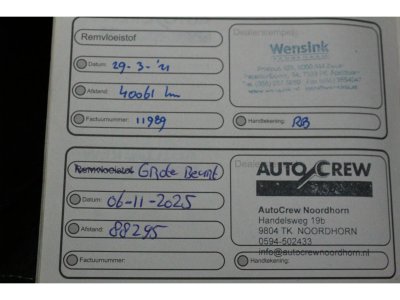 Remvloeistof
Datum: 29-3-'21
Afstand: 40061 km
Factuurnummer: 11989
Dealerstempel:
Wensink
Handtekening: RB
Remvloeistof Grote Beurt
Datum: 06-11-2025
Afstand: 88295
Factuurnummer:
AUTOCREW
AutoCrew Noordhorn
Handelsweg 19b
9804 TK NOORDHORN
0594-502433
info@autocrewnoordhorn.nl
Handtekening: